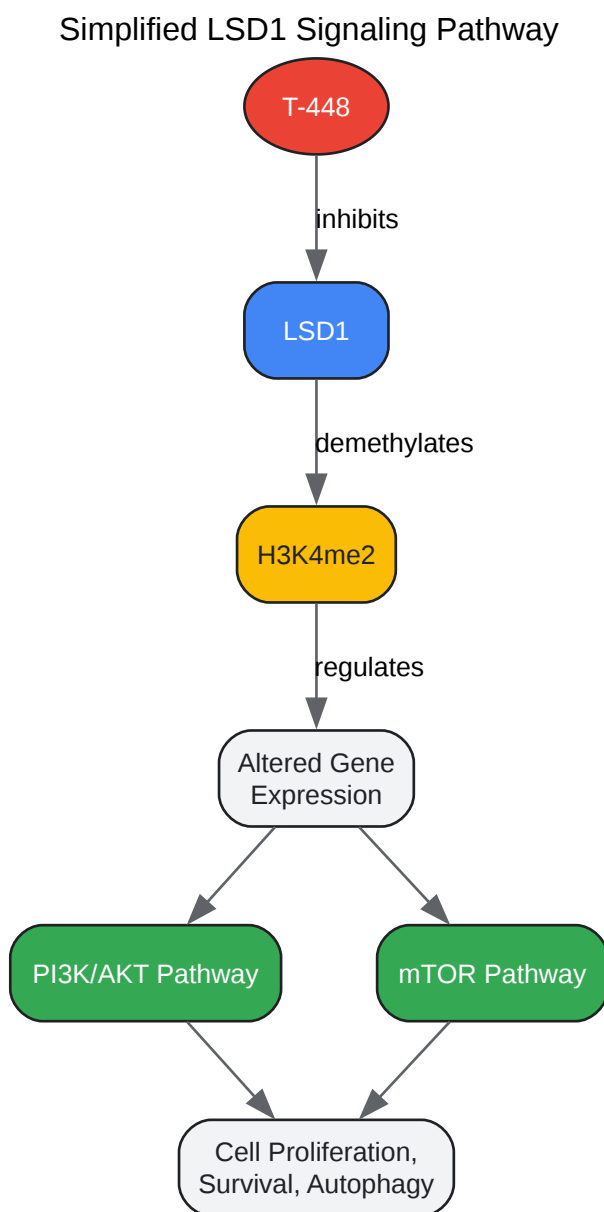 Simplified LSD1 Signaling Pathway
T-448
inhibits
LSD1
demethylates
H3K4me2
regulates
Altered Gene
Expression
PI3K/AKT Pathway
mTOR Pathway
Cell Proliferation,
Survival, Autophagy